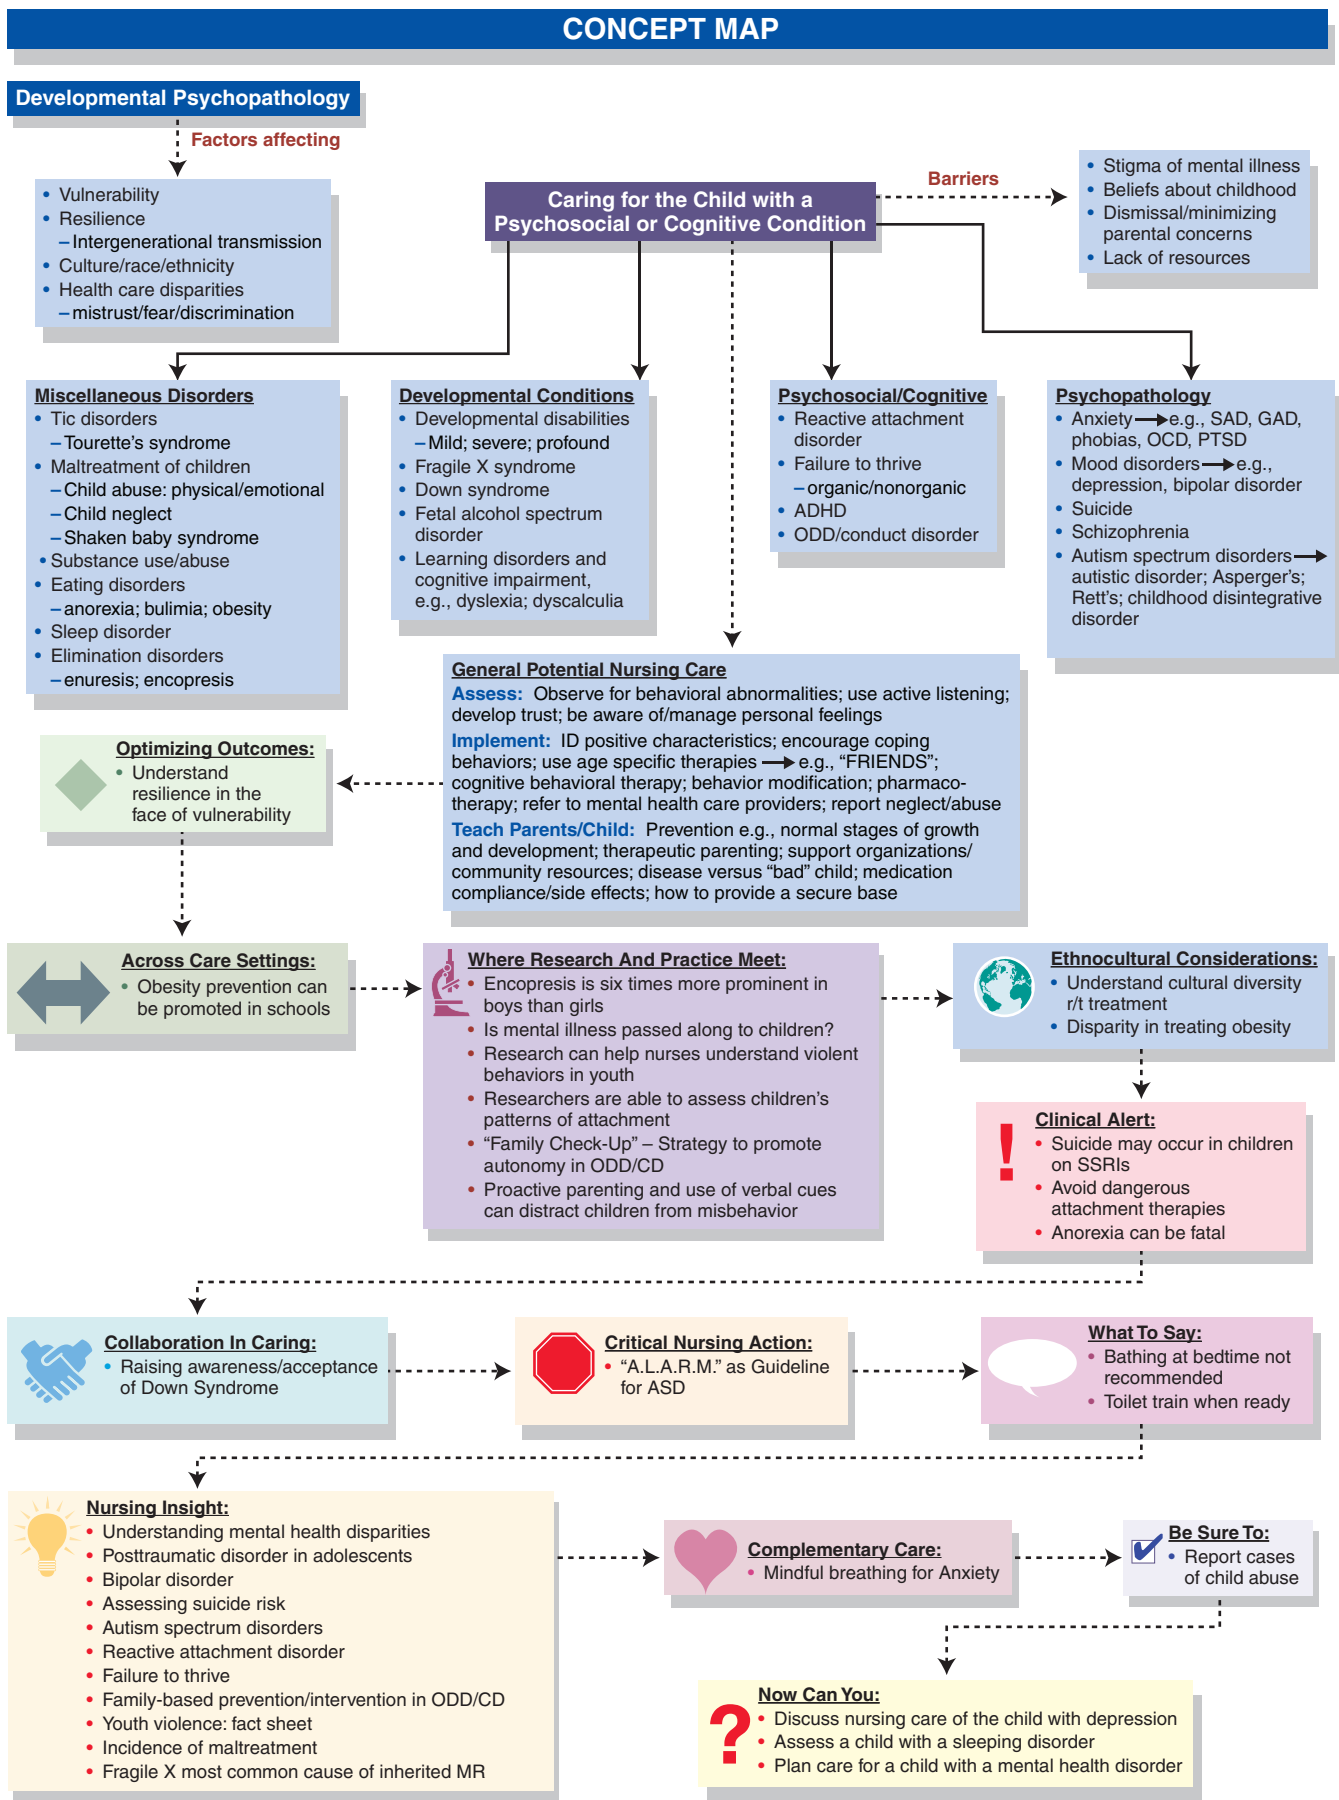 CONCEPT MAP
Developmental Psychopathology
Factors affecting
• Vulnerability
• Resilience
– Intergenerational transmission
• Culture/race/ethnicity
• Health care disparities
– mistrust/fear/discrimination
Caring for the Child with a
Psychosocial or Cognitive Condition
Barriers
• Stigma of mental illness
• Beliefs about childhood
• Dismissal/minimizing
parental concerns
• Lack of resources
Miscellaneous Disorders
• Tic disorders
– Tourette's syndrome
• Maltreatment of children
– Child abuse: physical/emotional
– Child neglect
– Shaken baby syndrome
• Substance use/abuse
• Eating disorders
– anorexia; bulimia; obesity
• Sleep disorder
• Elimination disorders
– enuresis; encopresis
Developmental Conditions
• Developmental disabilities
– Mild; severe; profound
• Fragile X syndrome
• Down syndrome
• Fetal alcohol spectrum
disorder
• Learning disorders and
cognitive impairment,
e.g., dyslexia; dyscalculia
Psychosocial/Cognitive
• Reactive attachment
disorder
• Failure to thrive
– organic/nonorganic
• ADHD
• ODD/conduct disorder
Psychopathology
• Anxiety → e.g., SAD, GAD,
phobias, OCD, PTSD
• Mood disorders → e.g.,
depression, bipolar disorder
• Suicide
• Schizophrenia
• Autism spectrum disorders →
autistic disorder; Asperger's;
Rett's; childhood disintegrative
disorder
General Potential Nursing Care
Assess: Observe for behavioral abnormalities; use active listening;
develop trust; be aware of/manage personal feelings
Implement: ID positive characteristics; encourage coping
behaviors; use age specific therapies → e.g., "FRIENDS";
cognitive behavioral therapy; behavior modification; pharmaco-
therapy; refer to mental health care providers; report neglect/abuse
Teach Parents/Child: Prevention e.g., normal stages of growth
and development; therapeutic parenting; support organizations/
community resources; disease versus "bad" child; medication
compliance/side effects; how to provide a secure base
Optimizing Outcomes:
• Understand
resilience in the
face of vulnerability
Across Care Settings:
• Obesity prevention can
be promoted in schools
Where Research And Practice Meet:
• Encopresis is six times more prominent in
boys than girls
• Is mental illness passed along to children?
• Research can help nurses understand violent
behaviors in youth
• Researchers are able to assess children's
patterns of attachment
• "Family Check-Up" – Strategy to promote
autonomy in ODD/CD
• Proactive parenting and use of verbal cues
can distract children from misbehavior
Ethnocultural Considerations:
• Understand cultural diversity
r/t treatment
• Disparity in treating obesity
!
Clinical Alert:
• Suicide may occur in children
on SSRIs
• Avoid dangerous
attachment therapies
• Anorexia can be fatal
Collaboration In Caring:
• Raising awareness/acceptance
of Down Syndrome
Critical Nursing Action:
• "A.L.A.R.M." as Guideline
for ASD
What To Say:
• Bathing at bedtime not
recommended
• Toilet train when ready
Nursing Insight:
• Understanding mental health disparities
• Posttraumatic disorder in adolescents
• Bipolar disorder
• Assessing suicide risk
• Autism spectrum disorders
• Reactive attachment disorder
• Failure to thrive
• Family-based prevention/intervention in ODD/CD
• Youth violence: fact sheet
• Incidence of maltreatment
• Fragile X most common cause of inherited MR
Complementary Care:
• Mindful breathing for Anxiety
Be Sure To:
• Report cases
of child abuse
?
Now Can You:
• Discuss nursing care of the child with depression
• Assess a child with a sleeping disorder
• Plan care for a child with a mental health disorder